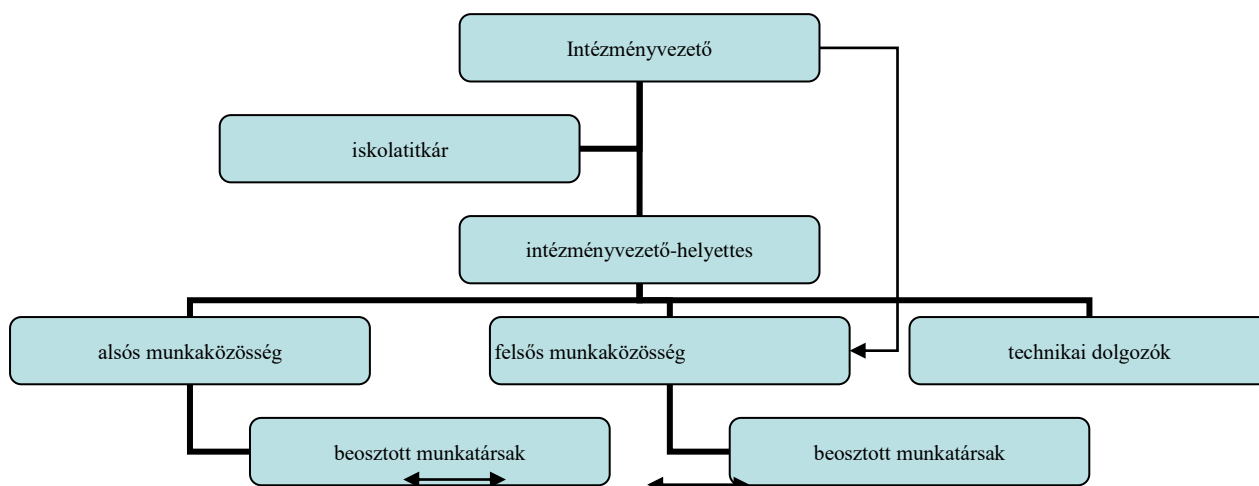 Intézményvezető
iskolatitkár
intézményvezető-helyettes
alsós munkaközösség
felsős munkaközösség
technikai dolgozók
beosztott munkatársak
beosztott munkatársak